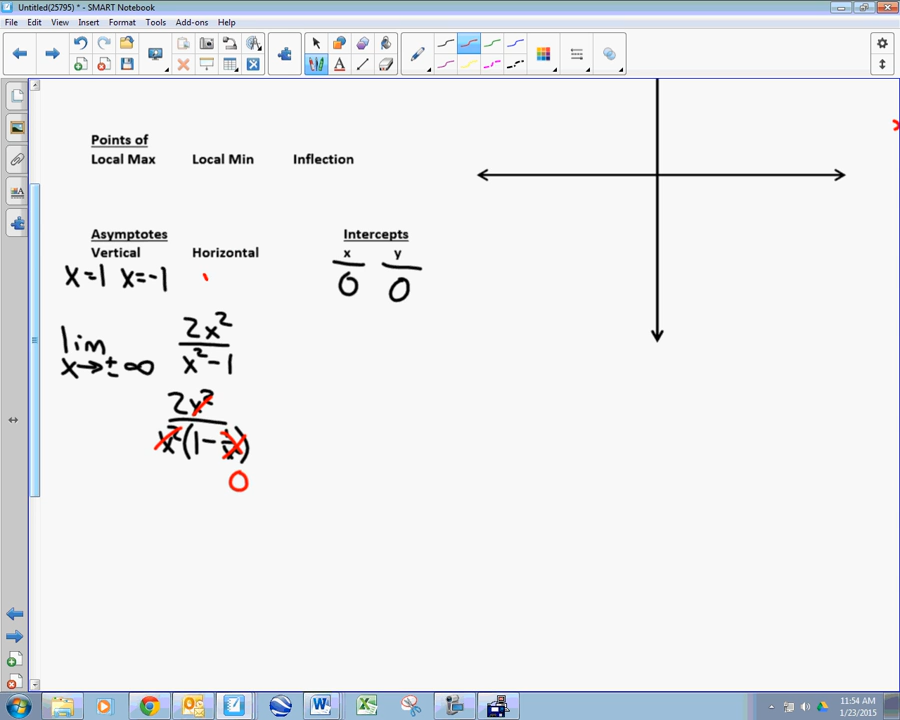 Untitled(25795) * - SMART Notebook
File Edit View Insert Format Tools Add-ons Help
Points of
Local Max Local Min Inflection
Asymptotes
Vertical Horizontal
x=1 x=-1
Intercepts
x y
0 0
lim x→±∞ 2x²/(x²-1)
2x²
x²(1-
0
11:54 AM
1/23/2015